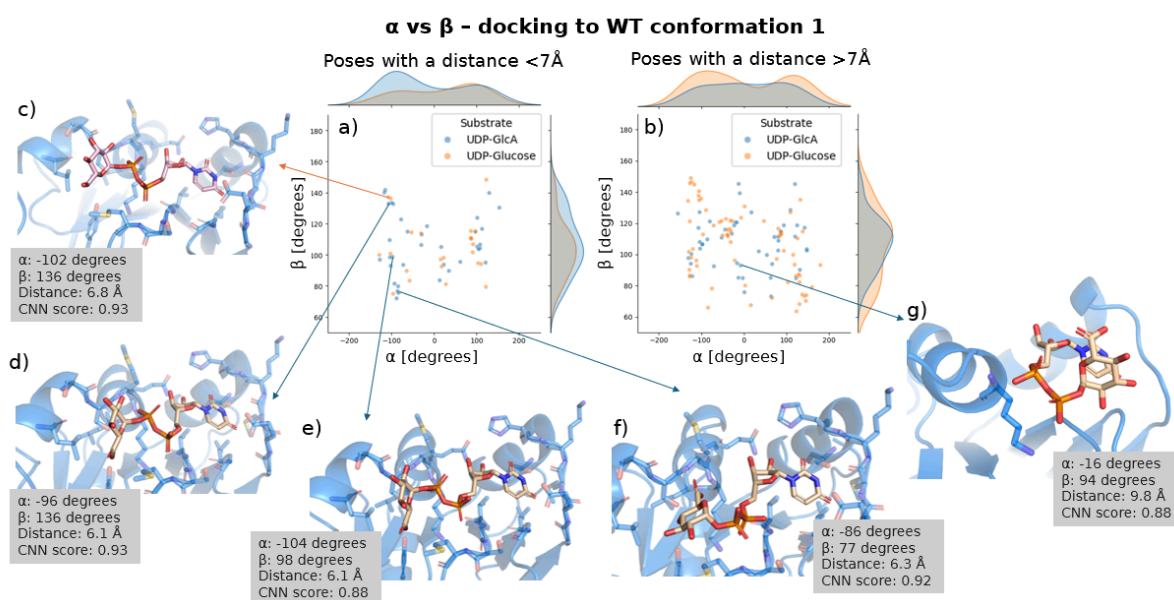 α vs β – docking to WT conformation 1
Poses with a distance <7Å
Poses with a distance >7Å
c)
a)
Substrate
UDP-GlcA
UDP-Glucose
180
160
140
120
100
80
60
β [degrees]
−200
−100
0
100
200
α [degrees]
b)
Substrate
UDP-GlcA
UDP-Glucose
180
160
140
120
100
80
60
β [degrees]
−200
−100
0
100
200
α [degrees]
α: -102 degrees
β: 136 degrees
Distance: 6.8 Å
CNN score: 0.93
d)
α: -96 degrees
β: 136 degrees
Distance: 6.1 Å
CNN score: 0.93
e)
α: -104 degrees
β: 98 degrees
Distance: 6.1 Å
CNN score: 0.88
f)
α: -86 degrees
β: 77 degrees
Distance: 6.3 Å
CNN score: 0.92
g)
α: -16 degrees
β: 94 degrees
Distance: 9.8 Å
CNN score: 0.88